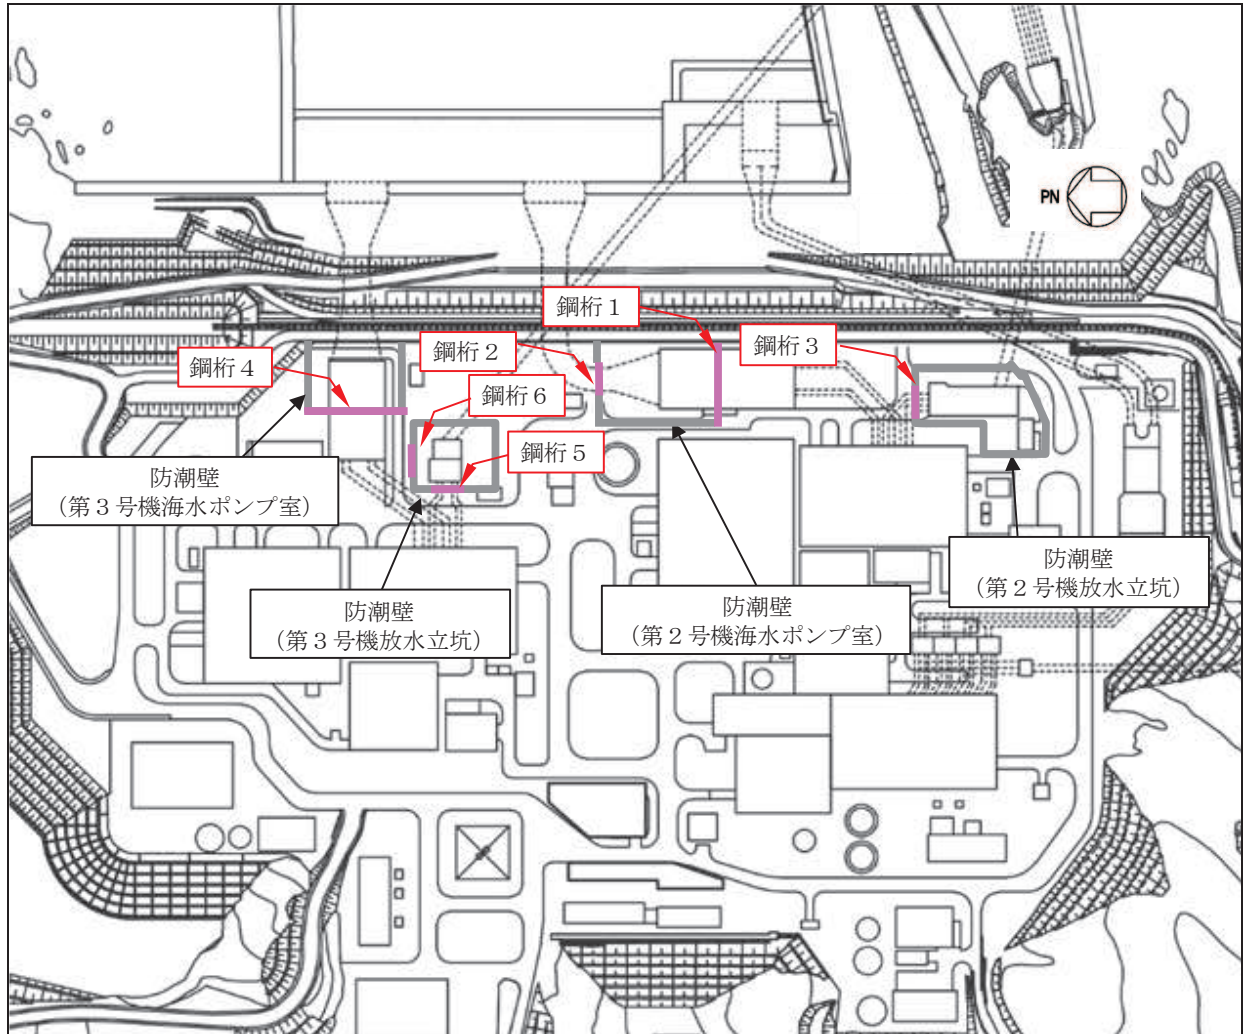 PN
鋼桁１
鋼桁２
鋼桁３
鋼桁４
鋼桁６
鋼桁５
防潮壁
（第３号機海水ポンプ室）
防潮壁
（第２号機放水立坑）
防潮壁
（第３号機放水立坑）
防潮壁
（第２号機海水ポンプ室）